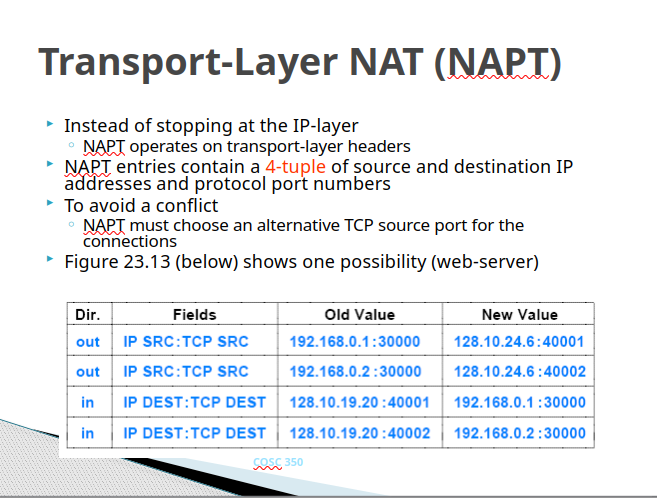 Transport-Layer NAT (NAPT)
Instead of stopping at the IP-layer
NAPT operates on transport-layer headers
NAPT entries contain a 4-tuple of source and destination IP
addresses and protocol port numbers
To avoid a conflict
NAPT must choose an alternative TCP source port for the
connections
Figure 23.13 (below) shows one possibility (web-server)
Dir. Fields Old Value New Value
out IP SRC:TCP SRC 192.168.0.1:30000 128.10.24.6:40001
out IP SRC:TCP SRC 192.168.0.2:30000 128.10.24.6:40002
in IP DEST:TCP DEST 128.10.19.20:40001 192.168.0.1:30000
in IP DEST:TCP DEST 128.10.19.20:40002 192.168.0.2:30000
COSC 350